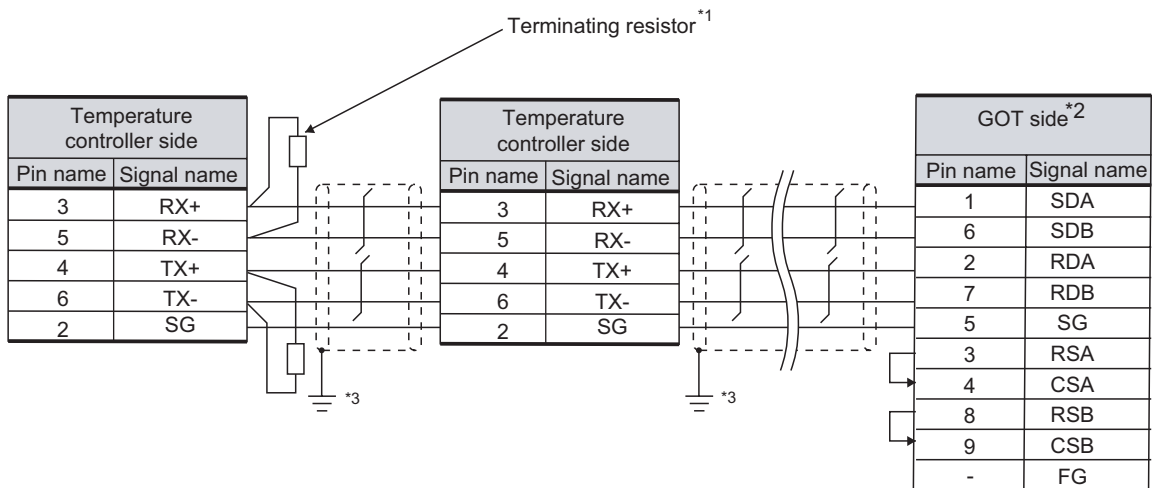 Terminating resistor*1
Temperature
controller side
Pin name Signal name
3 RX+
5 RX-
4 TX+
6 TX-
2 SG
*3
Temperature
controller side
Pin name Signal name
3 RX+
5 RX-
4 TX+
6 TX-
2 SG
*3
GOT side*2
Pin name Signal name
1 SDA
6 SDB
2 RDA
7 RDB
5 SG
3 RSA
4 CSA
8 RSB
9 CSB
- FG